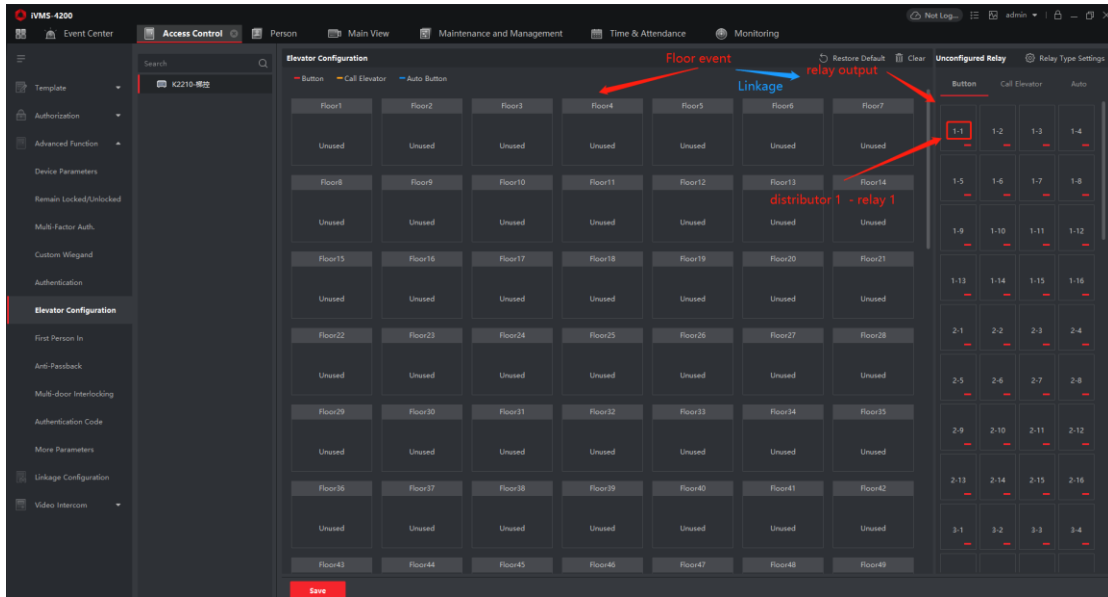 iVMS-4200
Not Log... admin
Event Center Access Control Person Main View Maintenance and Management Time & Attendance Monitoring
Search
K2210-梯控
Template
Authorization
Advanced Function
Device Parameters
Remain Locked/Unlocked
Multi-Factor Auth.
Custom Wiegand
Authentication
Elevator Configuration
First Person In
Anti-Passback
Multi-door Interlocking
Authentication Code
More Parameters
Linkage Configuration
Video Intercom
Elevator Configuration Floor event Restore Default Clear
Button Call Elevator Auto Button Linkage relay output
Floor1 Floor2 Floor3 Floor4 Floor5 Floor6 Floor7
Unused Unused Unused Unused Unused Unused Unused
Floor8 Floor9 Floor10 Floor11 Floor12 Floor13 Floor14
distributor 1 - relay 1
Unused Unused Unused Unused Unused Unused Unused
Floor15 Floor16 Floor17 Floor18 Floor19 Floor20 Floor21
Unused Unused Unused Unused Unused Unused Unused
Floor22 Floor23 Floor24 Floor25 Floor26 Floor27 Floor28
Unused Unused Unused Unused Unused Unused Unused
Floor29 Floor30 Floor31 Floor32 Floor33 Floor34 Floor35
Unused Unused Unused Unused Unused Unused Unused
Floor36 Floor37 Floor38 Floor39 Floor40 Floor41 Floor42
Unused Unused Unused Unused Unused Unused Unused
Floor43 Floor44 Floor45 Floor46 Floor47 Floor48 Floor49
Save
Unconfigured Relay Relay Type Settings
Button Call Elevator Auto
1-1 1-2 1-3 1-4
1-5 1-6 1-7 1-8
1-9 1-10 1-11 1-12
1-13 1-14 1-15 1-16
2-1 2-2 2-3 2-4
2-5 2-6 2-7 2-8
2-9 2-10 2-11 2-12
2-13 2-14 2-15 2-16
3-1 3-2 3-3 3-4